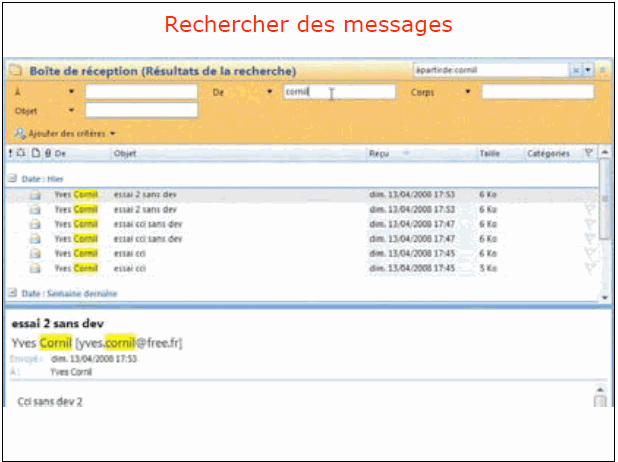 Rechercher des messages
Boîte de réception (Résultats de la recherche) àpartirde:cornil
À De cornil Corps
Objet
Ajouter des critères
De Objet Reçu Taille Catégories
Date : Hier
Yves Cornil essai 2 sans dev dim. 13/04/2008 17:53 6 Ko
Yves Cornil essai 2 sans dev dim. 13/04/2008 17:53 6 Ko
Yves Cornil essai cci sans dev dim. 13/04/2008 17:47 6 Ko
Yves Cornil essai cci sans dev dim. 13/04/2008 17:47 6 Ko
Yves Cornil essai cci dim. 13/04/2008 17:45 6 Ko
Yves Cornil essai cci dim. 13/04/2008 17:45 5 Ko
Date : Semaine dernière
essai 2 sans dev
Yves Cornil [yves.cornil@free.fr]
Envoyé : dim. 13/04/2008 17:53
À : Yves Cornil
Cci sans dev 2